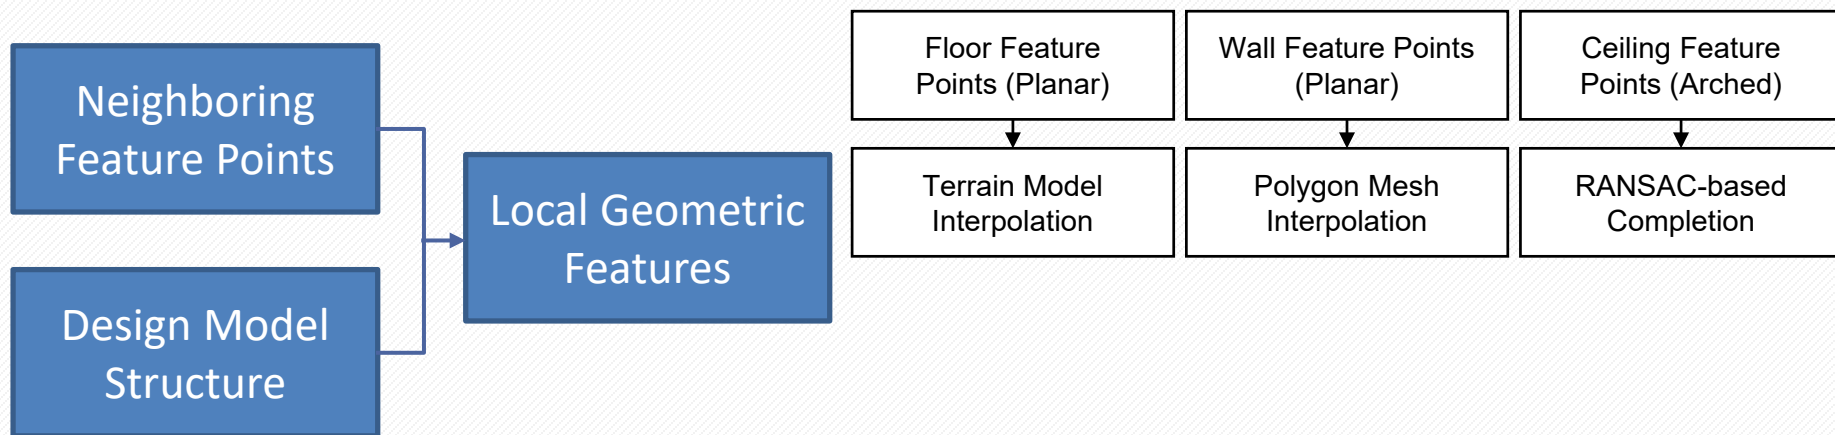 Neighboring
Feature Points
Design Model
Structure
Local Geometric
Features
Floor Feature
Points (Planar)
Wall Feature Points
(Planar)
Ceiling Feature
Points (Arched)
Terrain Model
Interpolation
Polygon Mesh
Interpolation
RANSAC-based
Completion